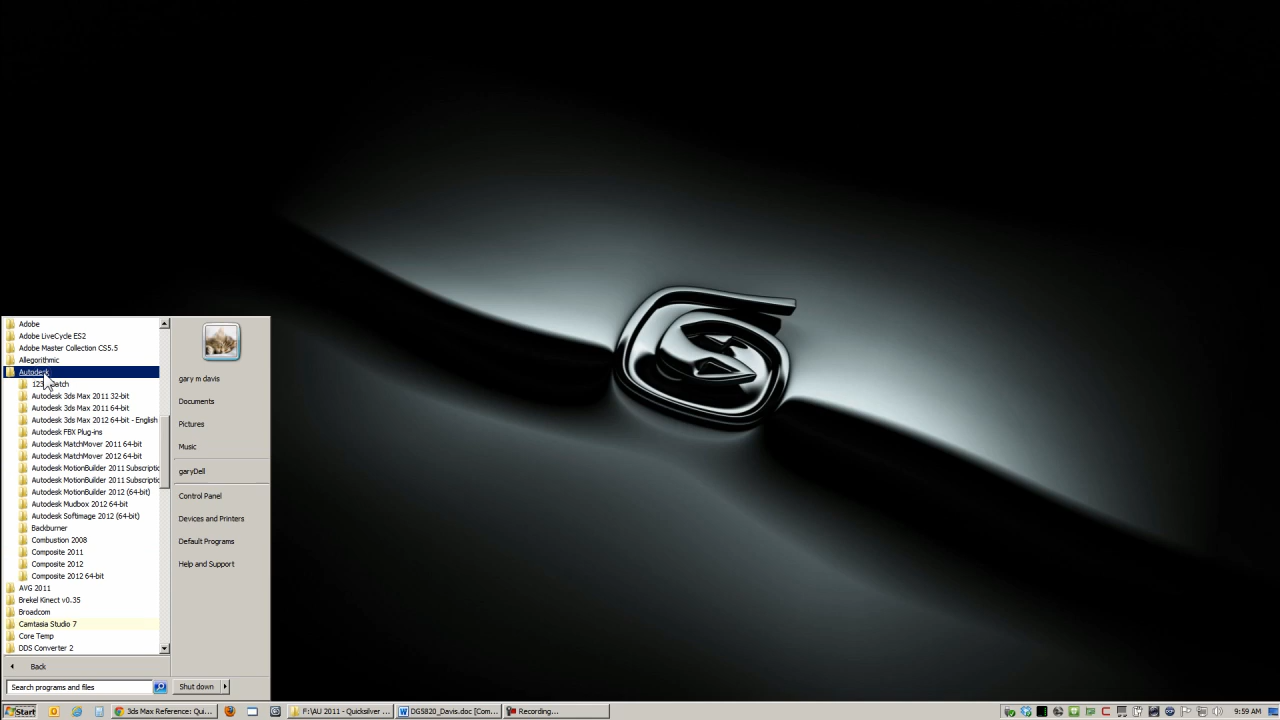 Adobe
Adobe LiveCycle ES2
Adobe Master Collection CS5.5
Allegorithmic
Autodesk
Autodesk 3ds Max 2011 32-bit
Autodesk 3ds Max 2011 64-bit
Autodesk 3ds Max 2012 64-bit - English
Autodesk FBX Plug-ins
Autodesk MatchMover 2011 64-bit
Autodesk MatchMover 2012 64-bit
Autodesk MotionBuilder 2011 Subscriptio
Autodesk MotionBuilder 2011 Subscriptio
Autodesk MotionBuilder 2012 (64-bit)
Autodesk Mudbox 2012 64-bit
Autodesk Softimage 2012 (64-bit)
Backburner
Combustion 2008
Composite 2011
Composite 2012
Composite 2012 64-bit
AVG 2011
Brekel Kinect v0.35
Broadcom
Camtasia Studio 7
Core Temp
DDS Converter 2
Back
Search programs and files
gary m davis
Documents
Pictures
Music
garyDell
Control Panel
Devices and Printers
Default Programs
Help and Support
Shut down
Start
3ds Max Reference: Qui...
F:\AU 2011 - Quicksilver ...
DG5820_Davis.doc [Com...
Recording...
9:59 AM